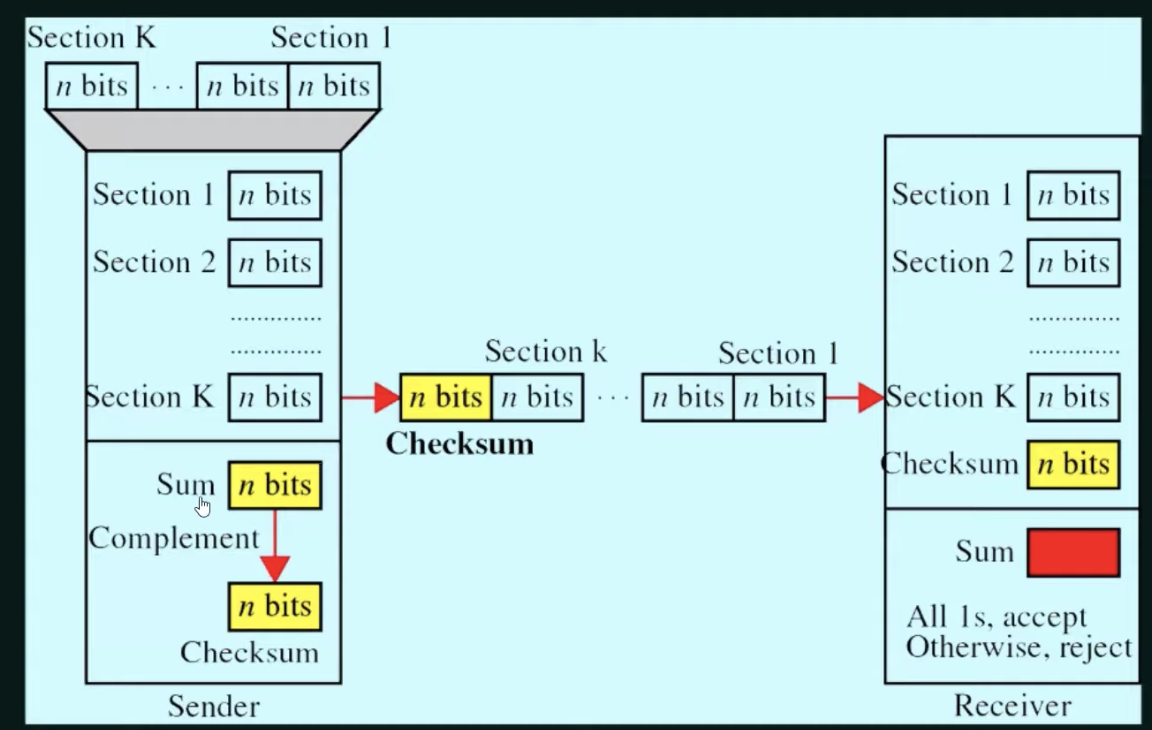 Section K Section 1
n bits ... n bits n bits
Section 1 n bits
Section 2 n bits
Section K n bits
Sum n bits
Complement
n bits
Checksum
Sender
Section k Section 1
n bits n bits ... n bits n bits
Checksum
Section 1 n bits
Section 2 n bits
Section K n bits
Checksum n bits
Sum
All 1s, accept
Otherwise, reject
Receiver